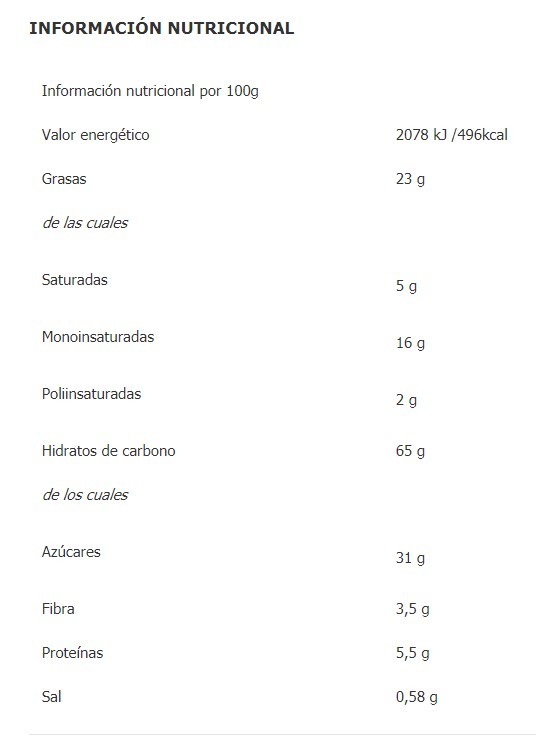 INFORMACIÓN NUTRICIONAL
Información nutricional por 100g
Valor energético 2078 kJ /496kcal
Grasas 23 g
de las cuales
Saturadas 5 g
Monoinsaturadas 16 g
Poliinsaturadas 2 g
Hidratos de carbono 65 g
de los cuales
Azúcares 31 g
Fibra 3,5 g
Proteínas 5,5 g
Sal 0,58 g